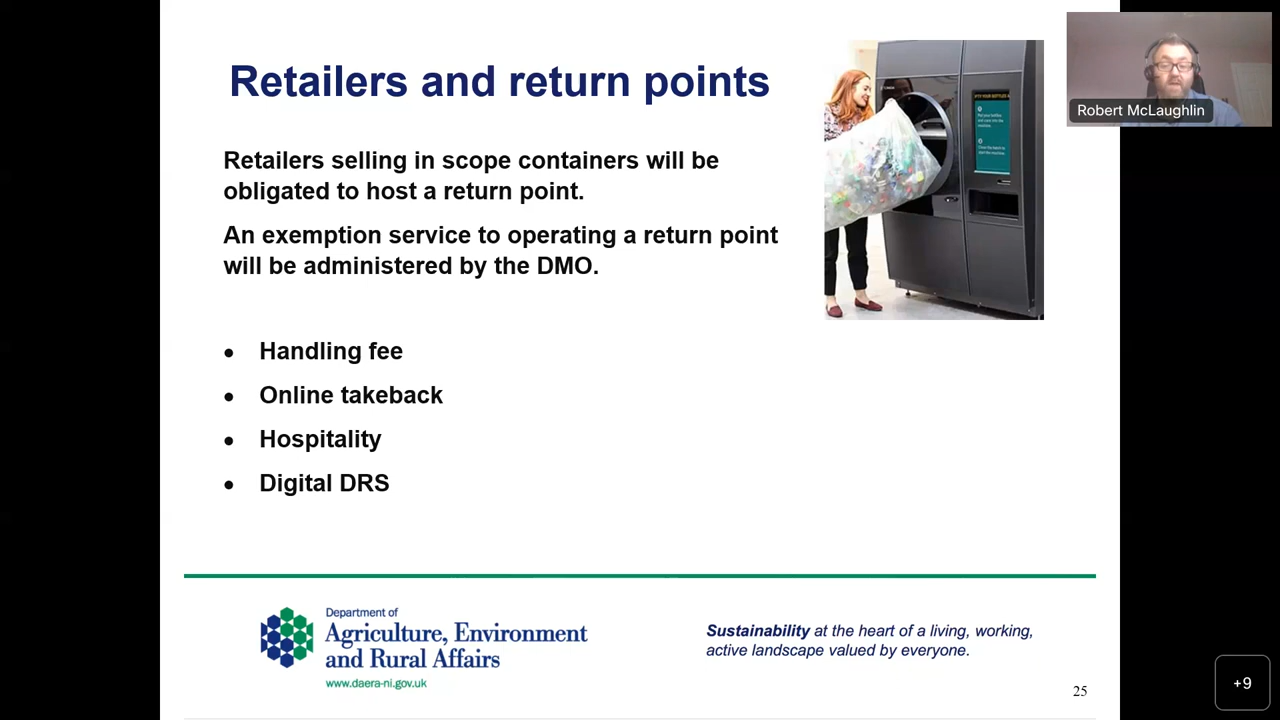 Retailers and return points
Robert McLaughlin
Retailers selling in scope containers will be
obligated to host a return point.
An exemption service to operating a return point
will be administered by the DMO.
• Handling fee
• Online takeback
• Hospitality
• Digital DRS
Department of
Agriculture, Environment
and Rural Affairs
www.daera-ni.gov.uk
Sustainability at the heart of a living, working,
active landscape valued by everyone.
25
+9